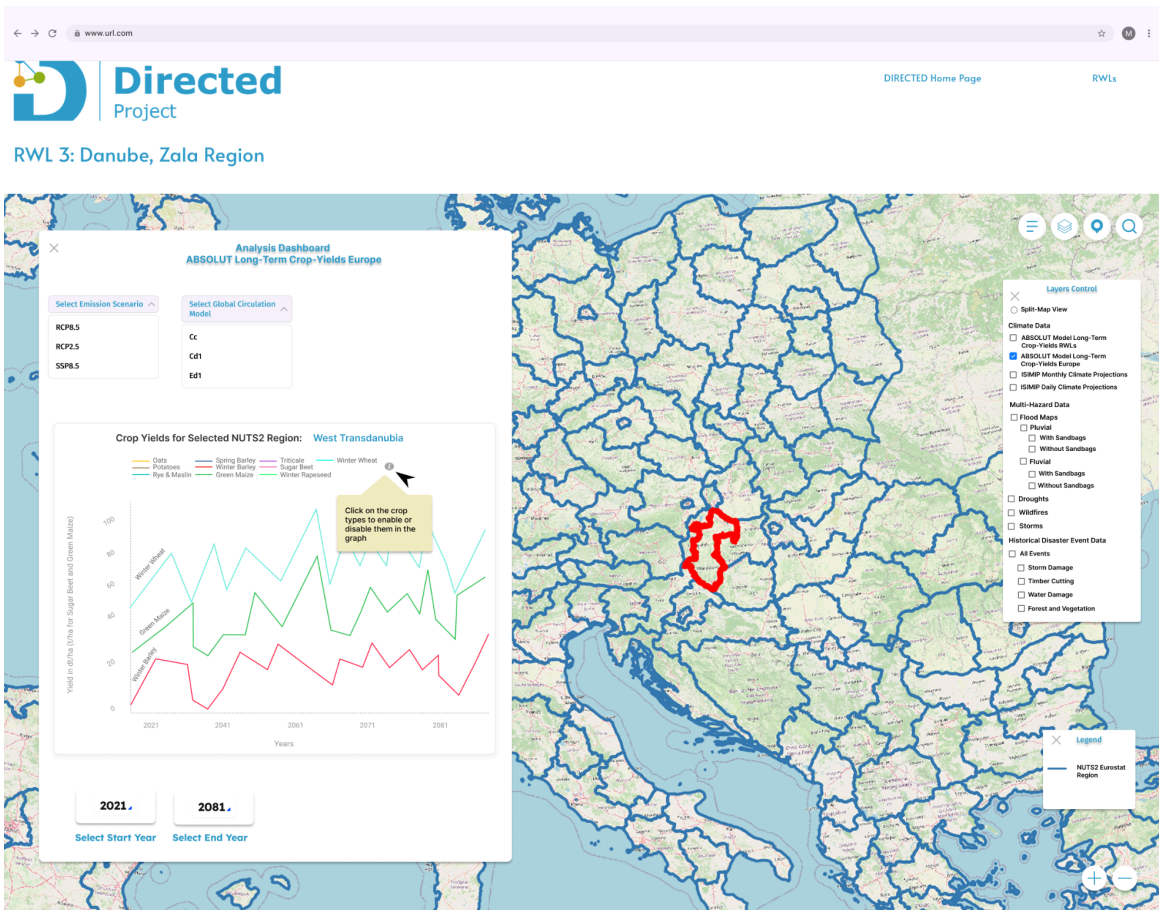 www.url.com
M
Directed
Project
DIRECTED Home Page
RWLs
RWL 3: Danube, Zala Region
Analysis Dashboard
ABSOLUT Long-Term Crop-Yields Europe
Select Emission Scenario
RCP8.5
RCP2.5
SSP8.5
Select Global Circulation
Model
Cc
Cd1
Ed1
Crop Yields for Selected NUTS2 Region: West Transdanubia
Oats
Potatoes
Rye & Maslin
Spring Barley
Winter Barley
Green Maize
Triticale
Sugar Beet
Winter Rapeseed
Winter Wheat
i
Click on the crop
types to enable or
disable them in the
graph
Yield in dt/ha (t/ha for Sugar Beet and Green Maize)
100
80
60
40
20
0
Winter Wheat
Green Maize
Winter Barley
2021 2041 2061 2071 2081
Years
2021
Select Start Year
2081
Select End Year
Layers Control
Split-Map View
Climate Data
ABSOLUT Model Long-Term
Crop-Yields RWLs
ABSOLUT Model Long-Term
Crop-Yields Europe
ISIMIP Monthly Climate Projections
ISIMIP Daily Climate Projections
Multi-Hazard Data
Flood Maps
Pluvial
With Sandbags
Without Sandbags
Fluvial
With Sandbags
Without Sandbags
Droughts
Wildfires
Storms
Historical Disaster Event Data
All Events
Storm Damage
Timber Cutting
Water Damage
Forest and Vegetation
Legend
NUTS2 Eurostat
Region